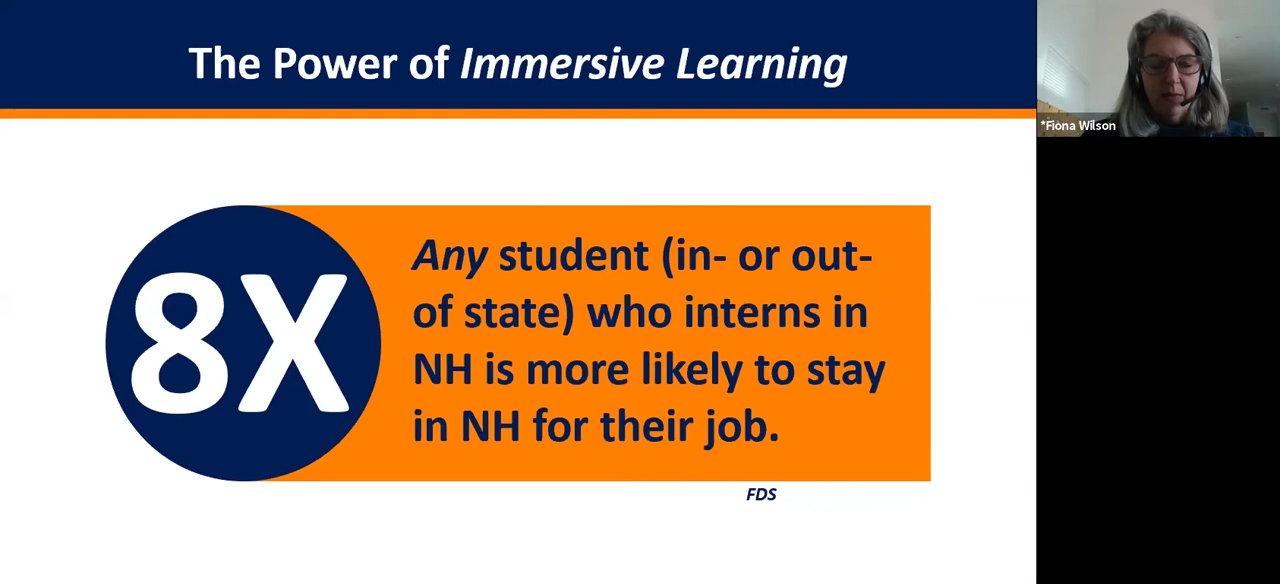 The Power of Immersive Learning
8X
Any student (in- or out-
of state) who interns in
NH is more likely to stay
in NH for their job.
FDS
*Fiona Wilson